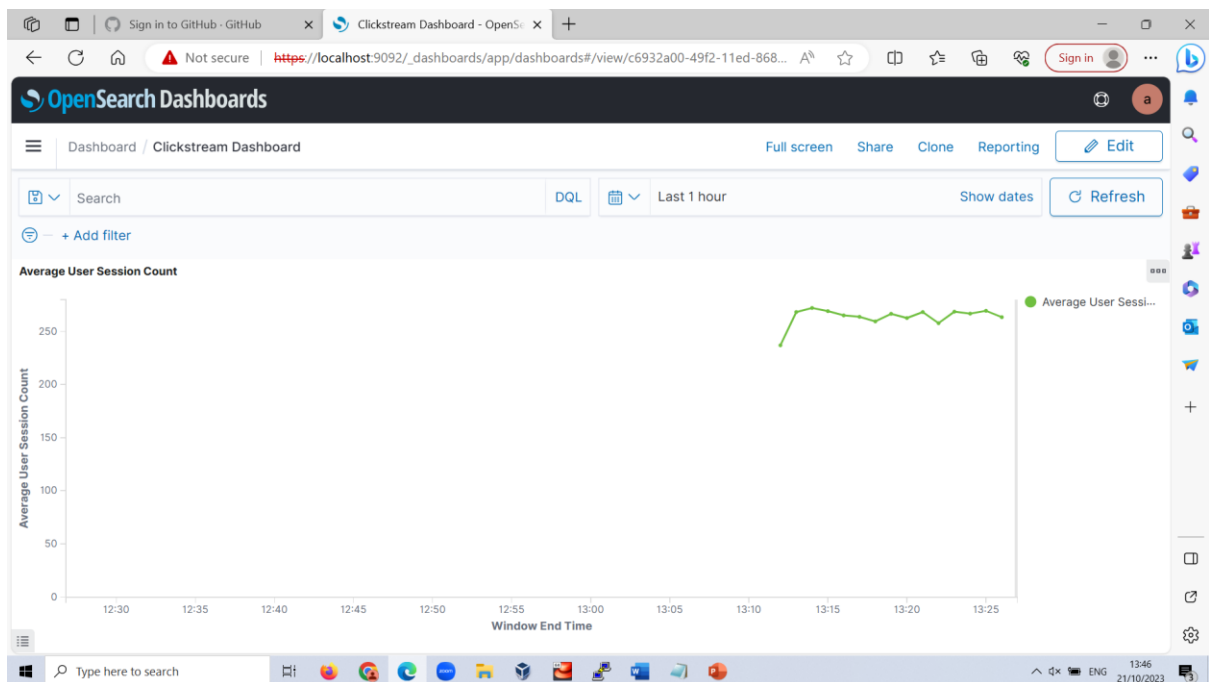 Sign in to GitHub · GitHub
Clickstream Dashboard - OpenSe
Not secure https://localhost:9092/_dashboards/app/dashboards#/view/c6932a00-49f2-11ed-868... Sign in
OpenSearch Dashboards
a
Dashboard / Clickstream Dashboard Full screen Share Clone Reporting Edit
Search DQL Last 1 hour Show dates Refresh
+ Add filter
Average User Session Count
Average User Sessi...
250
200
150
100
50
0
Average User Session Count
12:30 12:35 12:40 12:45 12:50 12:55 13:00 13:05 13:10 13:15 13:20 13:25
Window End Time
Type here to search
ENG
13:46
21/10/2023